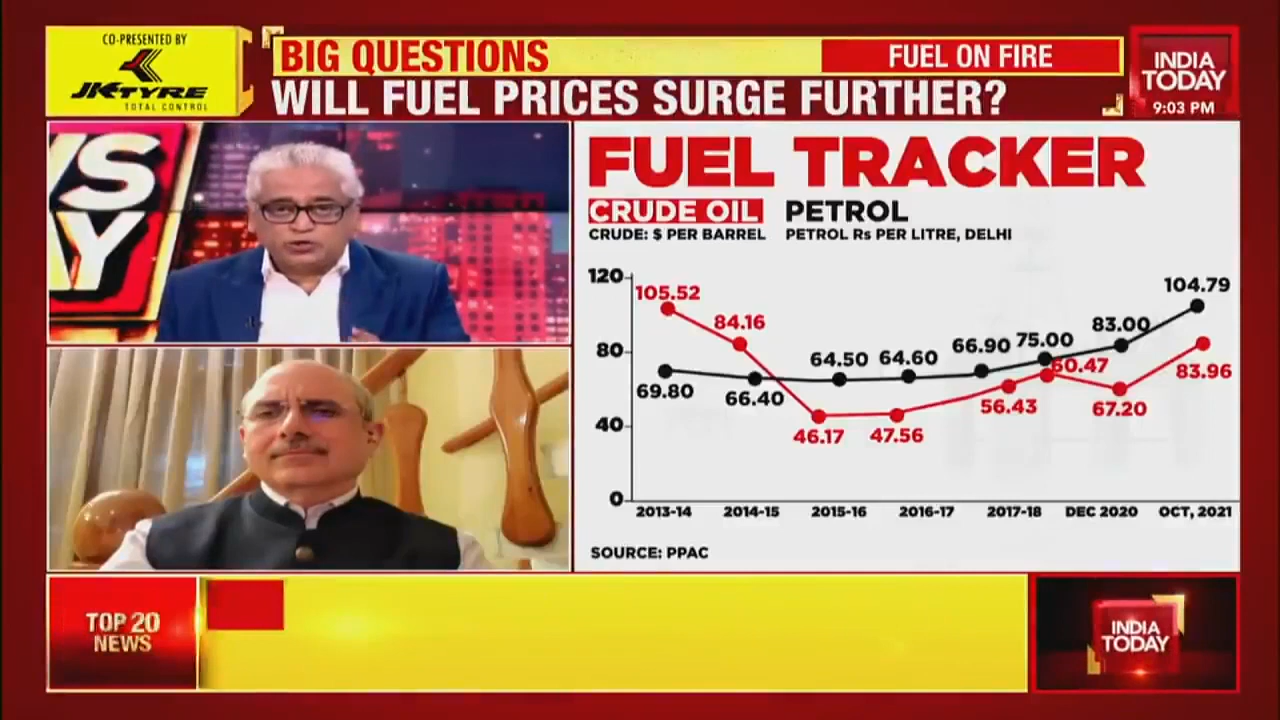 CO-PRESENTED BY
JK TYRE
TOTAL CONTROL
BIG QUESTIONS
FUEL ON FIRE
WILL FUEL PRICES SURGE FURTHER?
INDIA
TODAY
9:03 PM
WS
AY
FUEL TRACKER
CRUDE OIL PETROL
CRUDE: $ PER BARREL PETROL Rs PER LITRE, DELHI
120
80
40
0
105.52
84.16
46.17
47.56
56.43
60.47
67.20
83.96
69.80
66.40
64.50
64.60
66.90
75.00
83.00
104.79
2013-14 2014-15 2015-16 2016-17 2017-18 DEC 2020 OCT, 2021
SOURCE: PPAC
TOP 20
NEWS
INDIA
TODAY